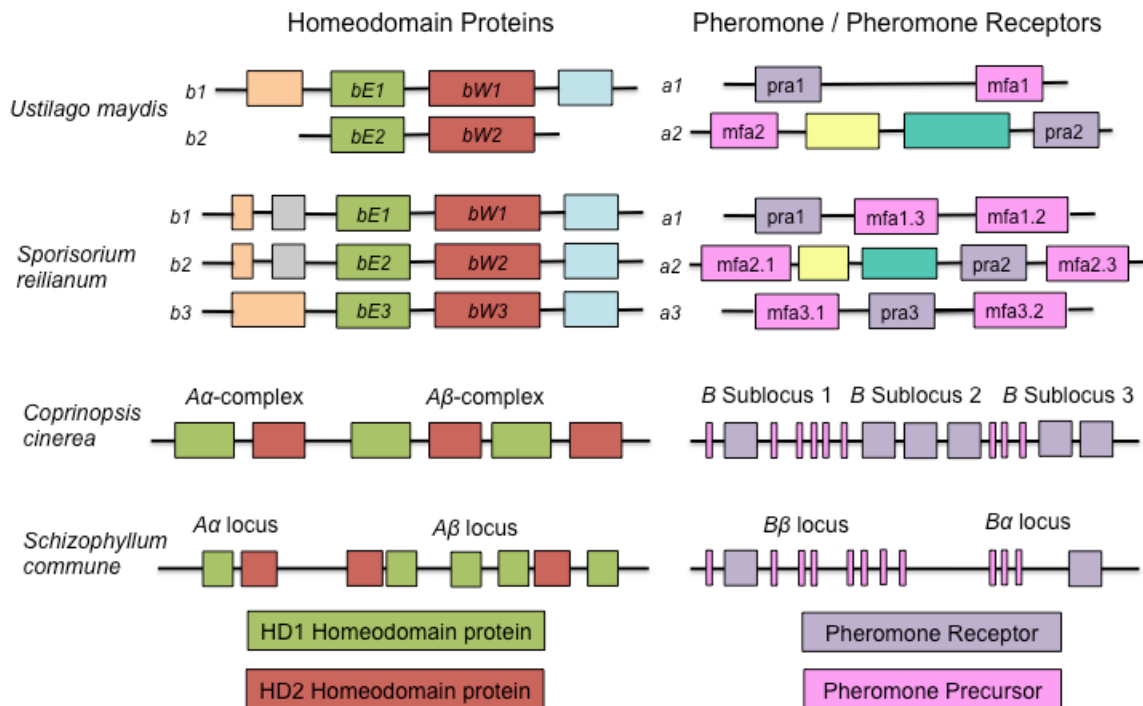 Homeodomain Proteins
Pheromone / Pheromone Receptors
Ustilago maydis
b1
bE1
bW1
b2
bE2
bW2
a1
pra1
mfa1
a2
mfa2
pra2
Sporisorium
reilianum
b1
bE1
bW1
b2
bE2
bW2
b3
bE3
bW3
a1
pra1
mfa1.3
mfa1.2
a2
mfa2.1
pra2
mfa2.3
a3
mfa3.1
pra3
mfa3.2
Coprinopsis
cinerea
Aα-complex
Aβ-complex
B Sublocus 1
B Sublocus 2
B Sublocus 3
Schizophyllum
commune
Aα locus
Aβ locus
Bβ locus
Bα locus
HD1 Homeodomain protein
HD2 Homeodomain protein
Pheromone Receptor
Pheromone Precursor